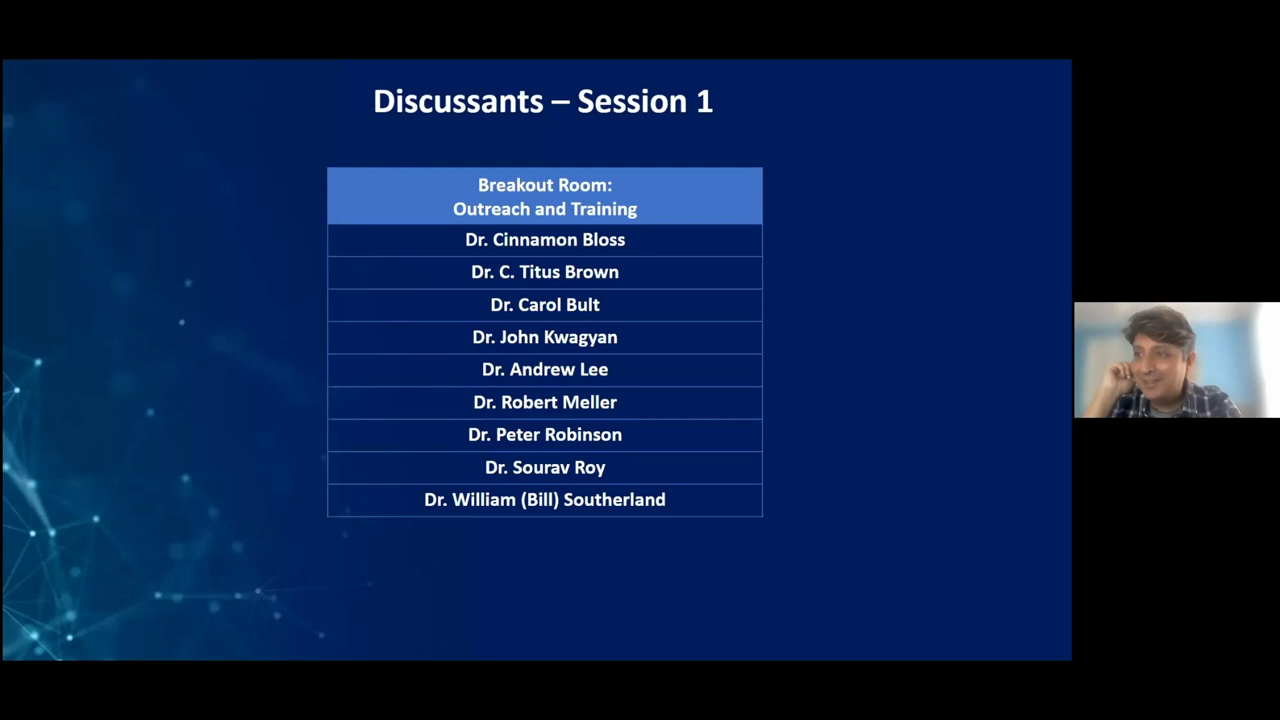 Discussants – Session 1
Breakout Room:
Outreach and Training
Dr. Cinnamon Bloss
Dr. C. Titus Brown
Dr. Carol Bult
Dr. John Kwagyan
Dr. Andrew Lee
Dr. Robert Meller
Dr. Peter Robinson
Dr. Sourav Roy
Dr. William (Bill) Southerland